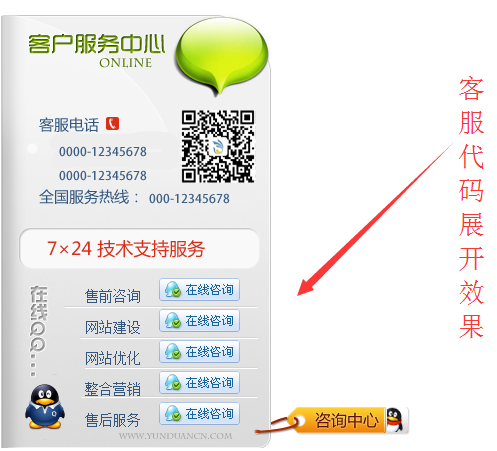 客户服务中心
ONLINE
客服电话
0000-12345678
0000-12345678
全国服务热线： 000-12345678
7×24 技术支持服务
在线QQ...
售前咨询 在线咨询
网站建设 在线咨询
网站优化 在线咨询
整合营销 在线咨询
售后服务 在线咨询
WWW.YUNDUANCN.COM
咨询中心
客服代码展开效果